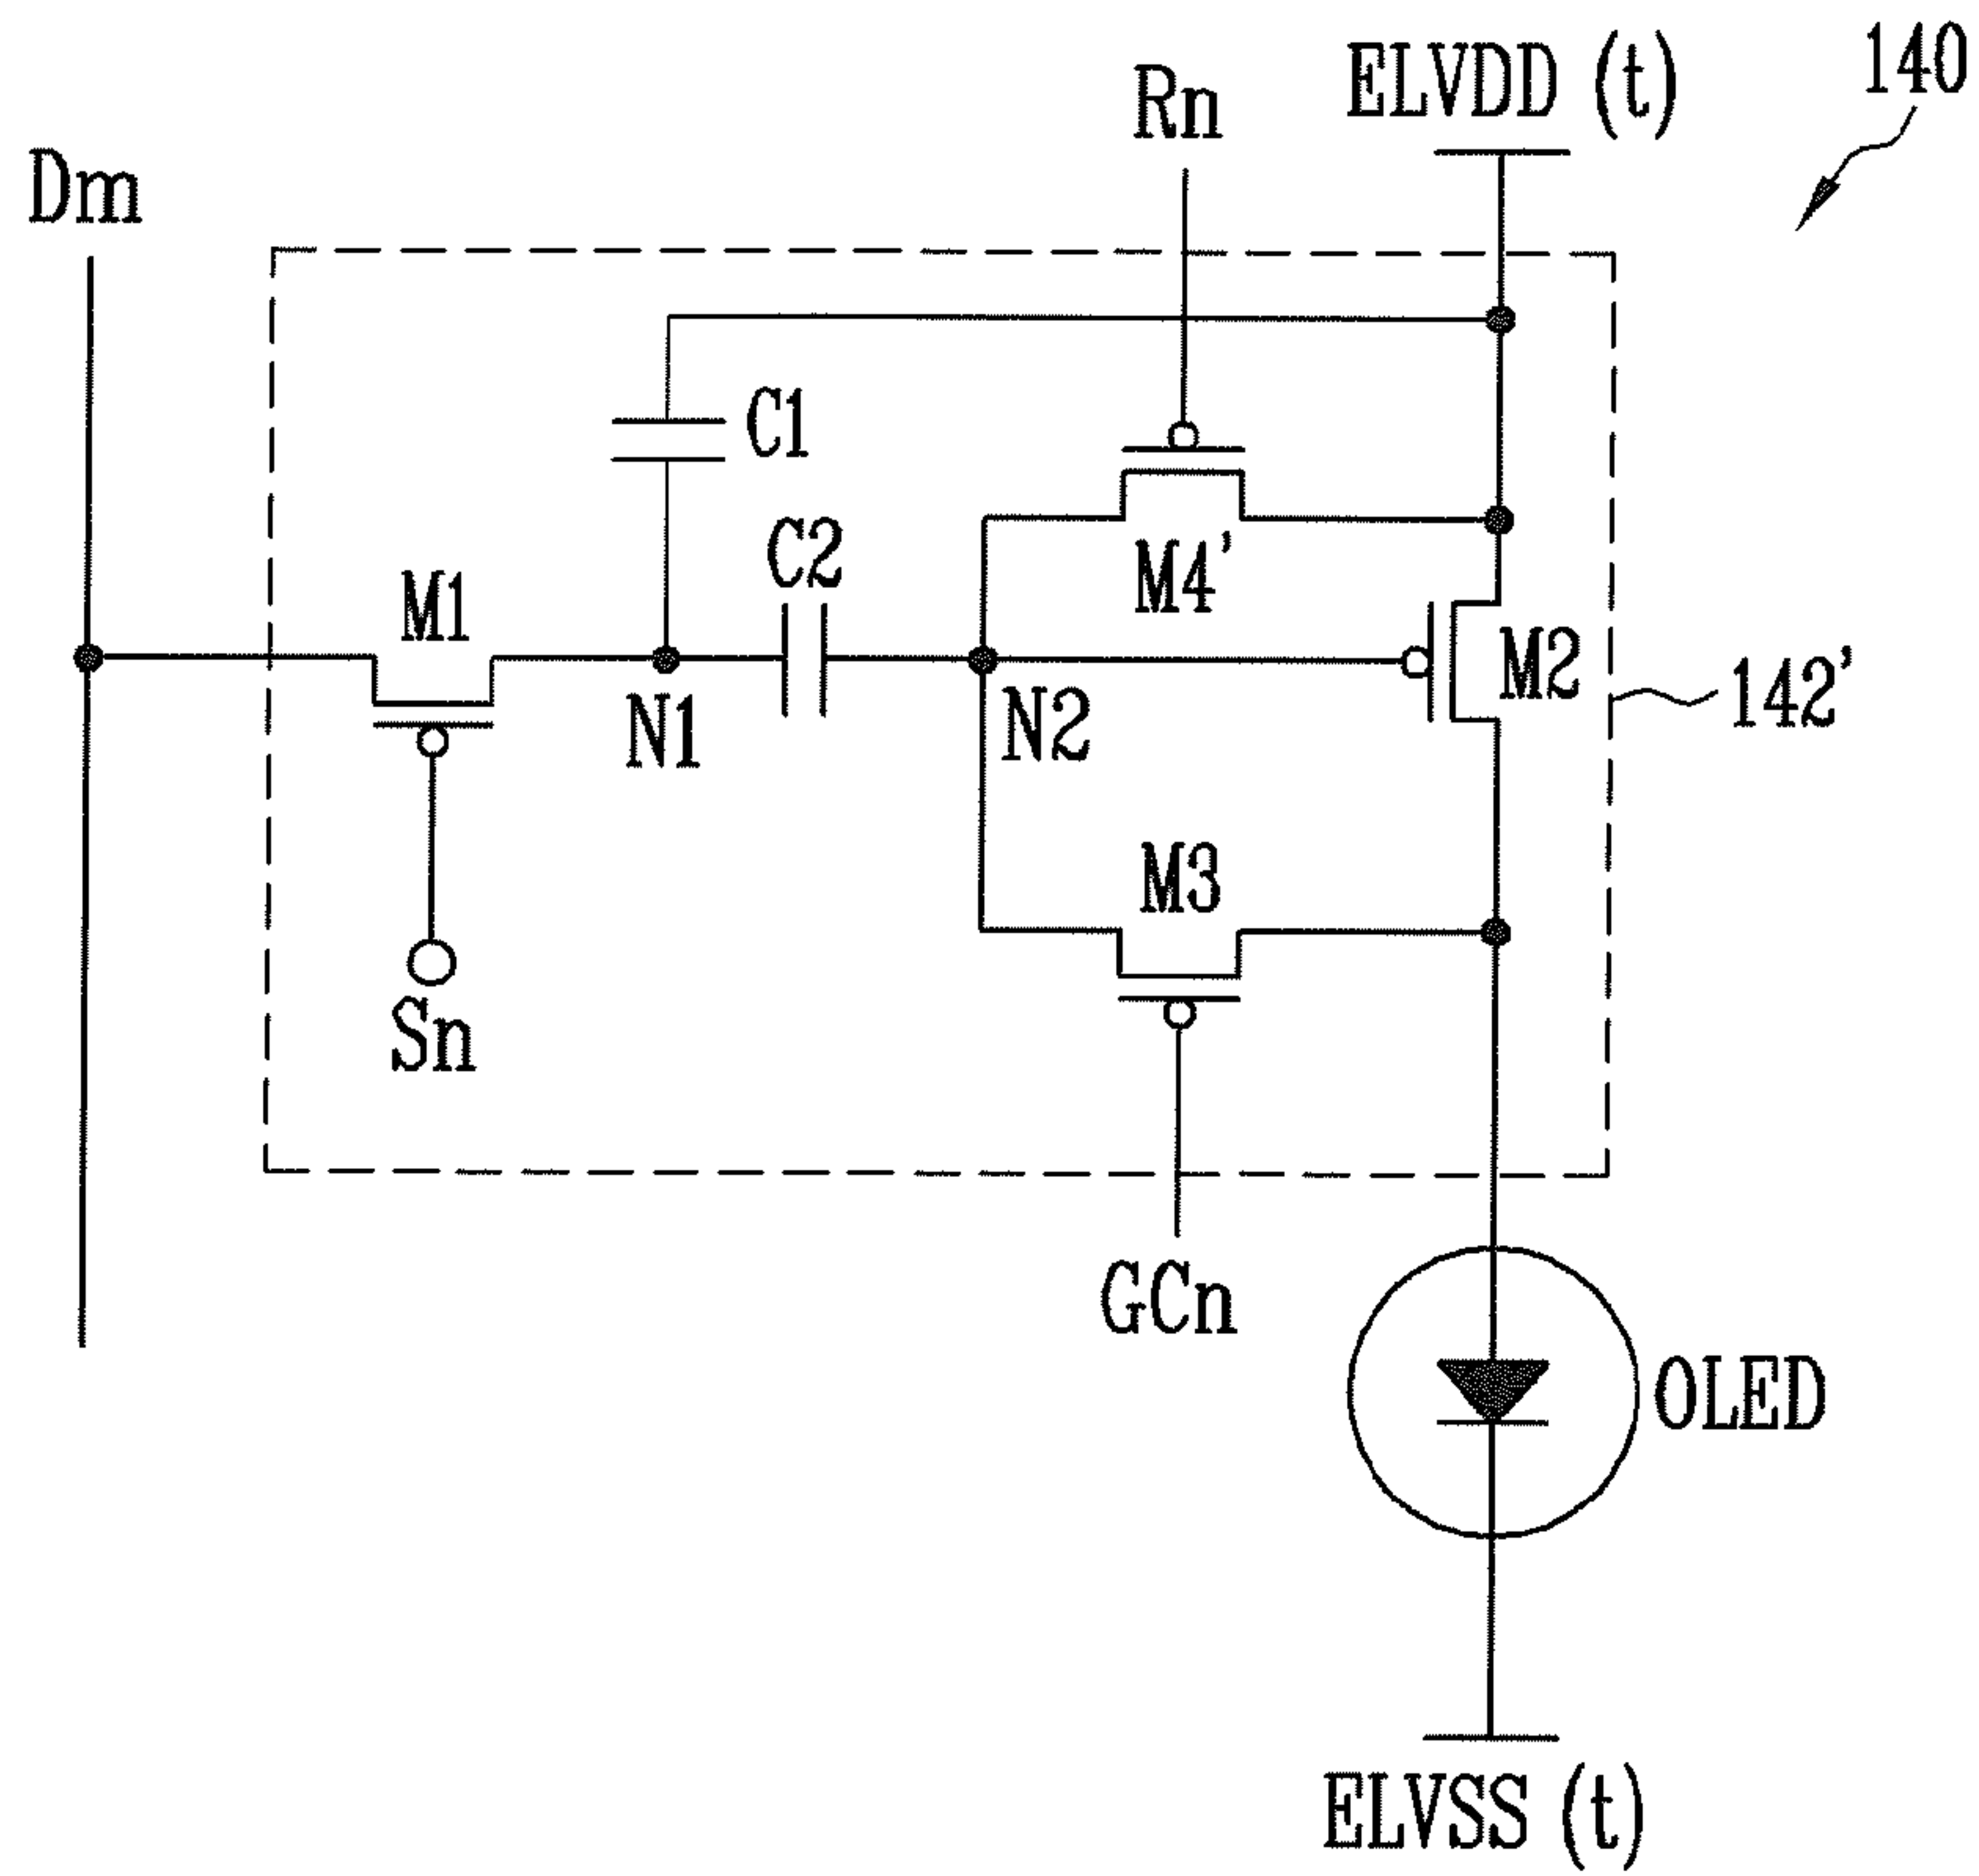 140
ELVDD (t)
Rn
Dm
C1
C2
M4'
M1
M2
142'
N1
N2
M3
Sn
GCn
OLED
ELVSS (t)